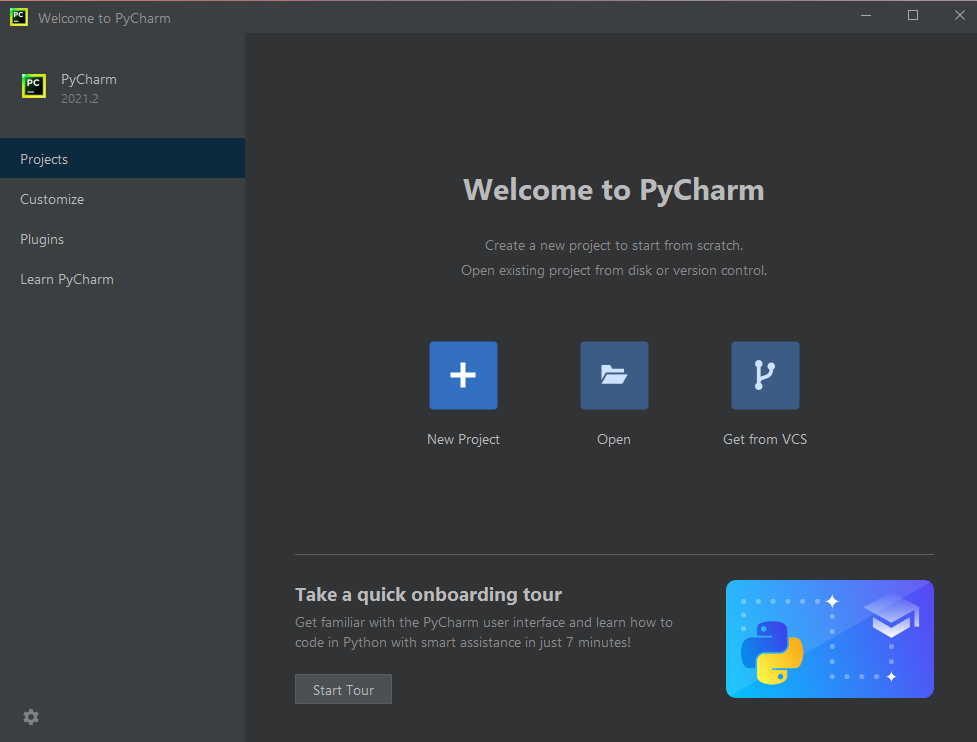 PC Welcome to PyCharm
PC PyCharm
2021.2
Projects
Customize
Plugins
Learn PyCharm
Welcome to PyCharm
Create a new project to start from scratch.
Open existing project from disk or version control.
New Project Open Get from VCS
Take a quick onboarding tour
Get familiar with the PyCharm user interface and learn how to
code in Python with smart assistance in just 7 minutes!
Start Tour